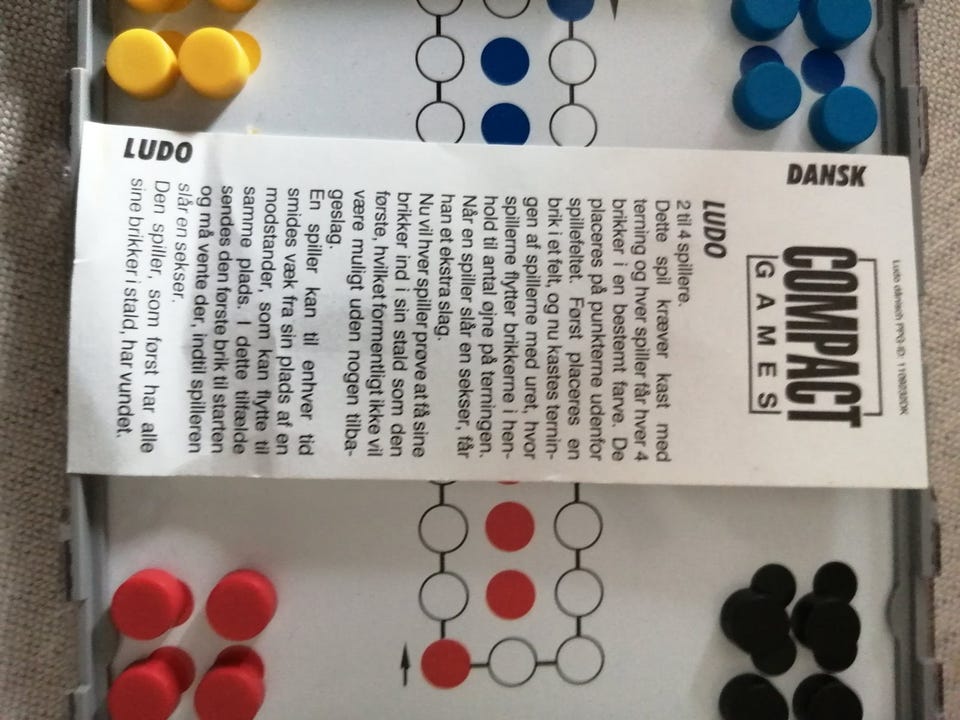 Ludo dänisch PPG-ID. 1109232/DK
COMPACT
GAMES
DANSK
LUDO
2 til 4 spillere.
Dette spil kræver kast med
terning og hver spiller får hver 4
brikker i en bestemt farve. De
placeres på punkterne udenfor
spillefeltet. Først placeres en
brik i et felt, og nu kastes ternin-
gen af spillerne med uret, hvor
spillerne flytter brikkerne i hen-
hold til antal øjne på terningen.
Når en spiller slår en sekser, får
han et ekstra slag.
Nu vil hver spiller prøve at få sine
brikker ind i sin stald som den
første, hvilket formentligt ikke vil
være muligt uden nogen tilba-
geslag.
En spiller kan til enhver tid
smides væk fra sin plads af en
modstander, som kan flytte til
samme plads. I dette tilfælde
sendes den første brik til starten
og må vente der, indtil spilleren
slår en sekser.
Den spiller, som først har alle
sine brikker i stald, har vundet.
LUDO